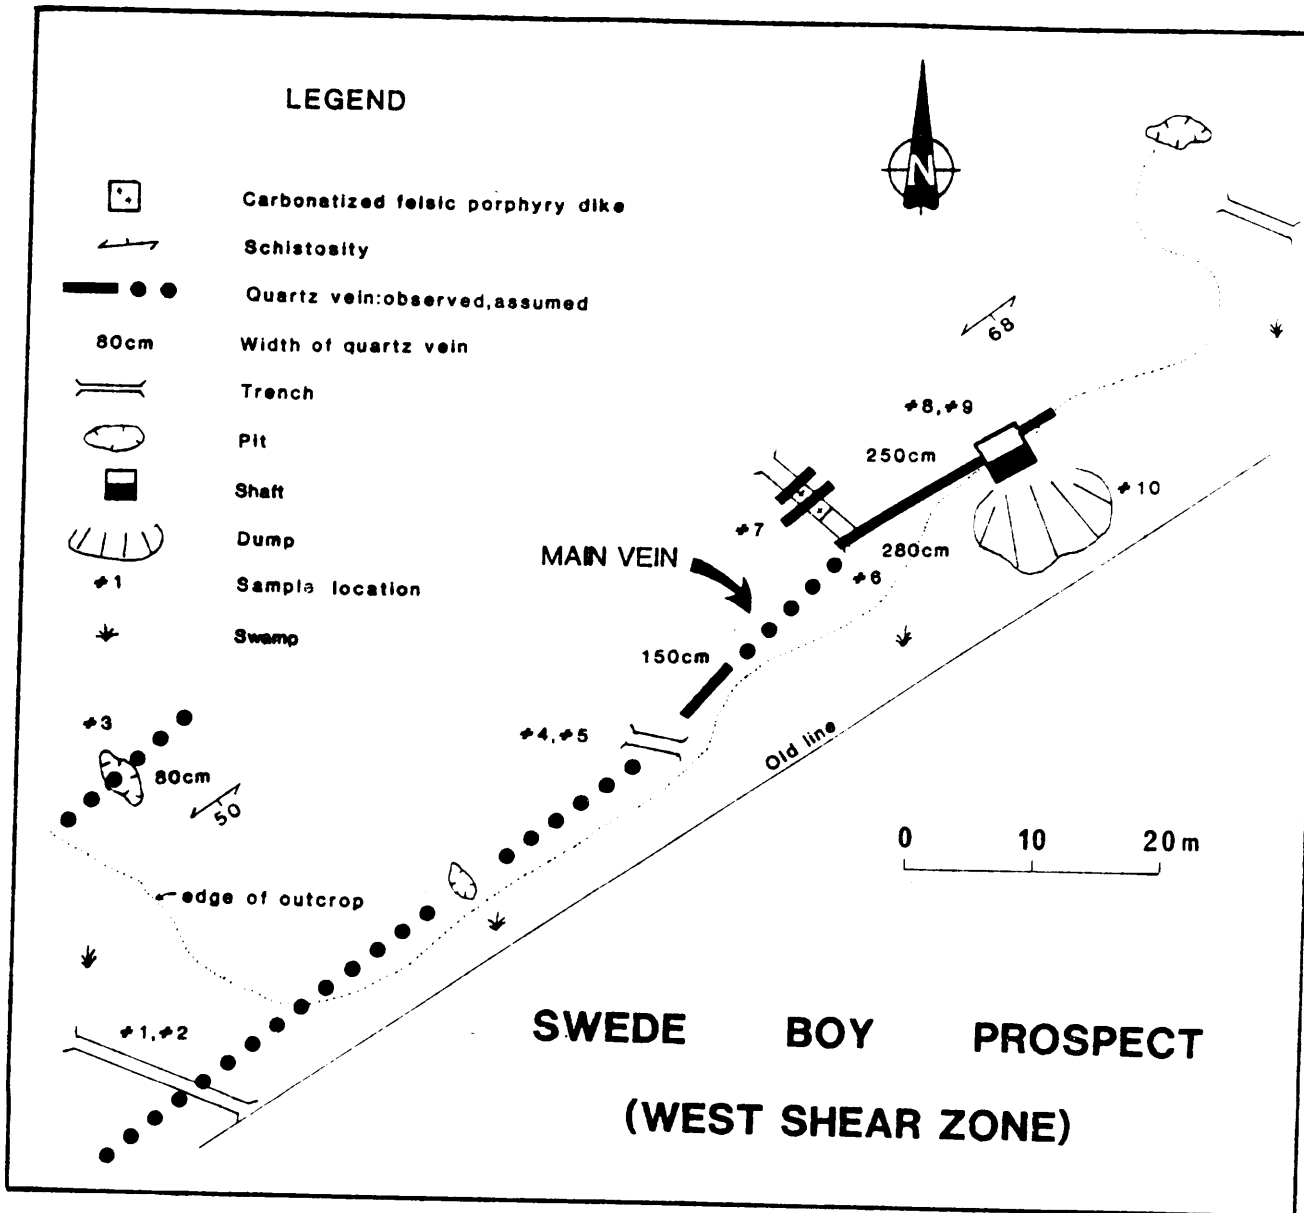 LEGEND
N
Carbonatized felsic porphyry dike
Schistosity
Quartz vein:observed,assumed
80cm Width of quartz vein
Trench
Pit
Shaft
Dump
#1 Sample location
Swamp
68
#8,#9
250cm
#10
#7
280cm
MAIN VEIN
#6
150cm
#3
#4,#5
Old line
80cm
50
0 10 20m
edge of outcrop
#1,#2
SWEDE BOY PROSPECT
(WEST SHEAR ZONE)